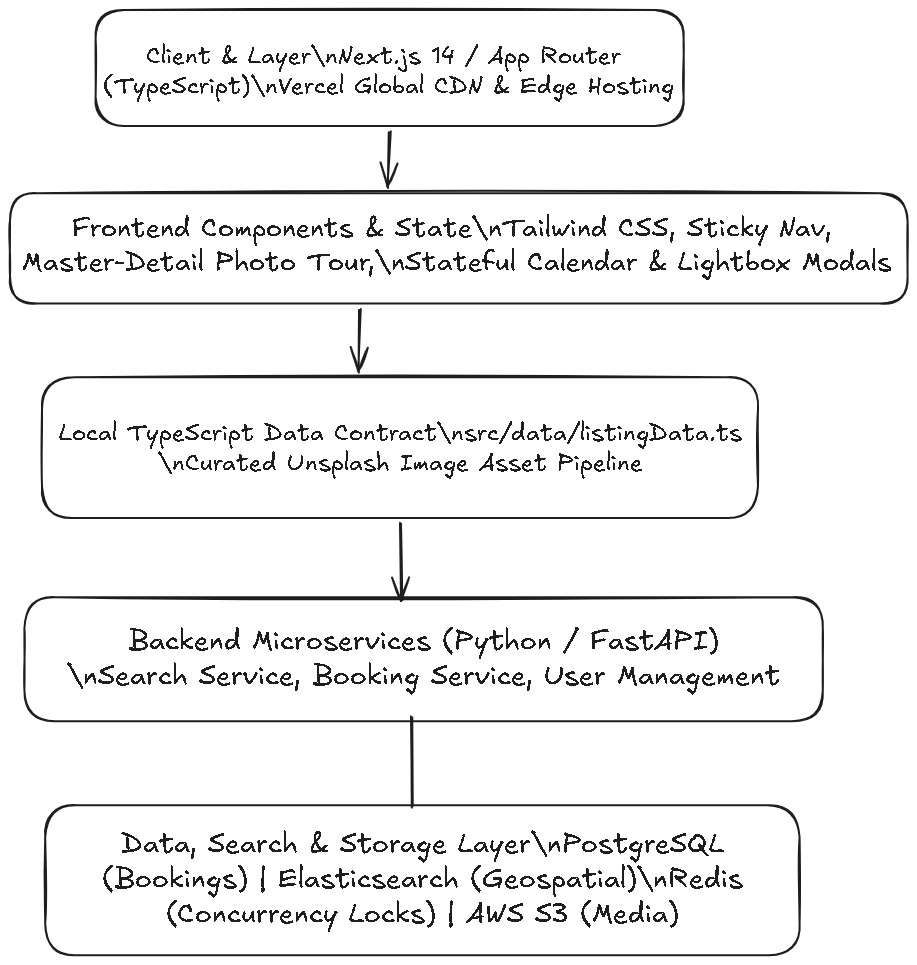 Client & Layer\nNext.js 14 / App Router
(TypeScript)\nVercel Global CDN & Edge Hosting
Frontend Components & State\nTailwind CSS, Sticky Nav,
Master-Detail Photo Tour,\nStateful Calendar & Lightbox Modals
Local TypeScript Data Contract\nsrc/data/listingData.ts
\nCurated Unsplash Image Asset Pipeline
Backend Microservices (Python / FastAPI)
\nSearch Service, Booking Service, User Management
Data, Search & Storage Layer\nPostgreSQL
(Bookings) | Elasticsearch (Geospatial)\nRedis
(Concurrency Locks) | AWS S3 (Media)